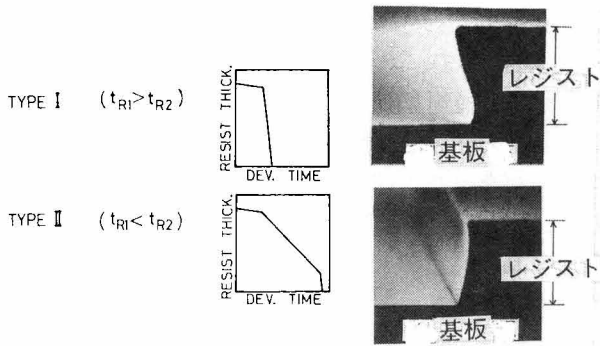 TYPE I (tR1>tR2)
RESIST THICK.
DEV. TIME
レジスト
基板
TYPE II (tR1<tR2)
RESIST THICK.
DEV. TIME
レジスト
基板